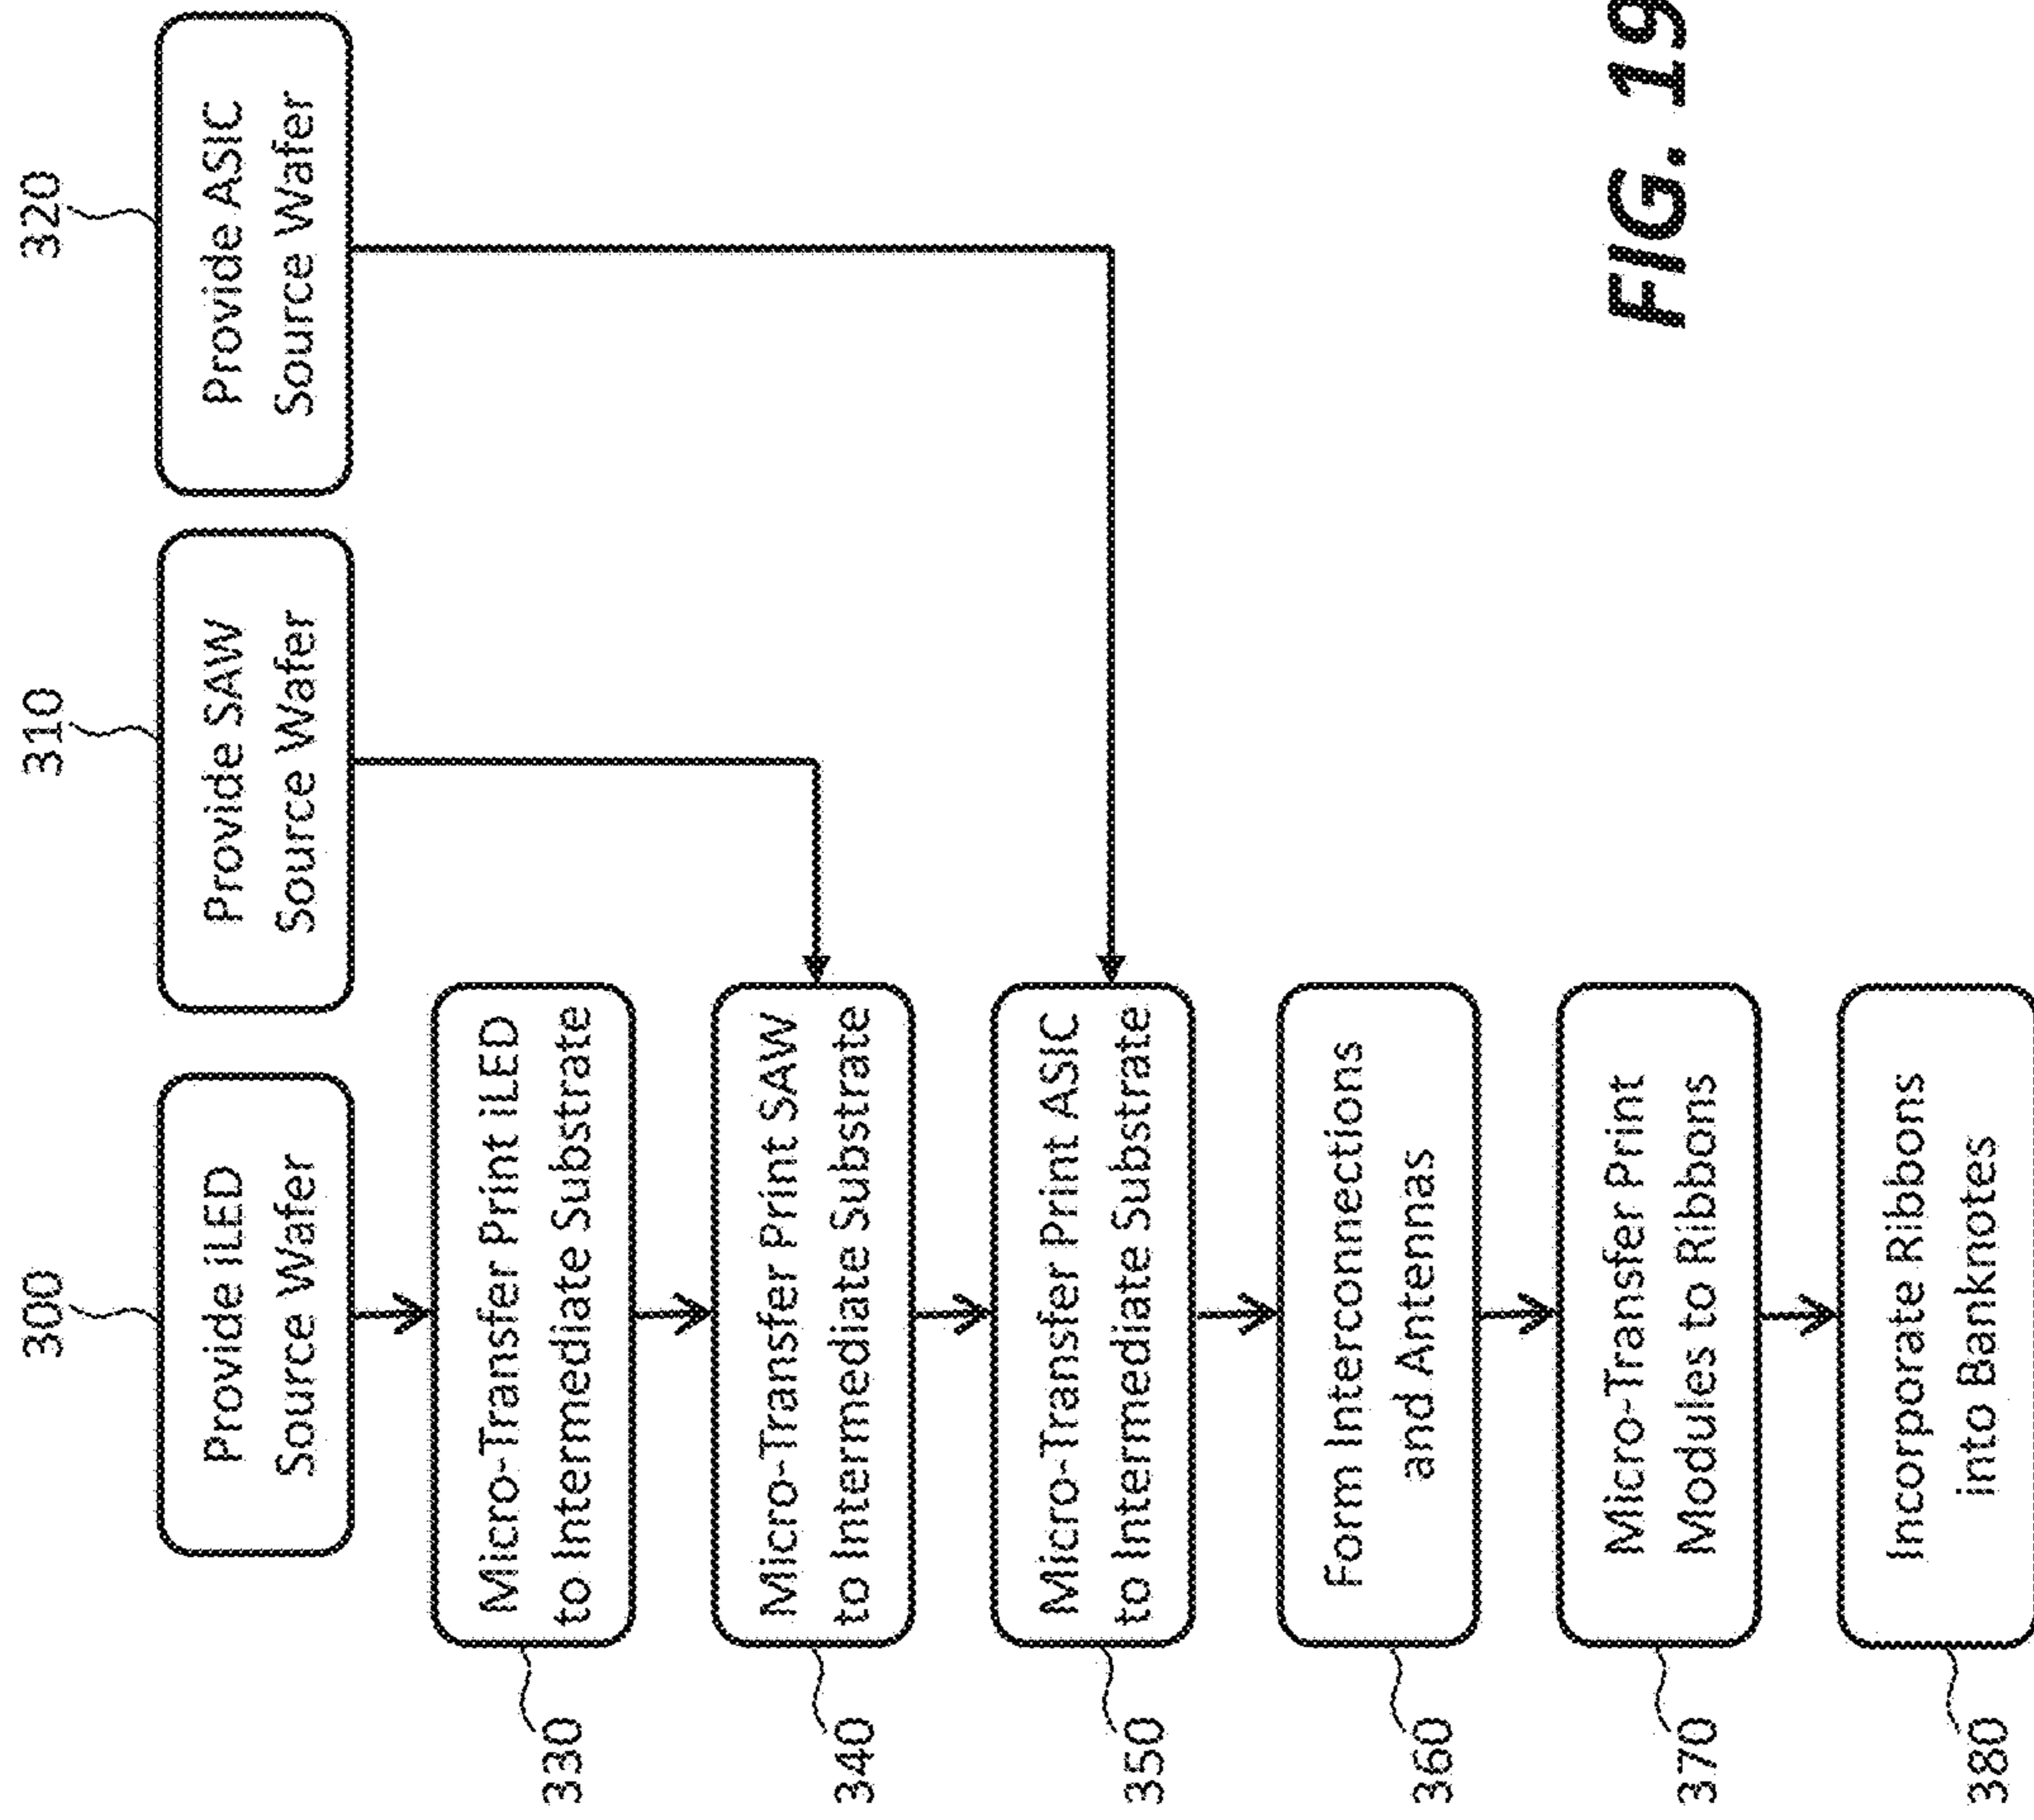 300
310
320
Provide iLED
Source Wafer
Provide SAW
Source Wafer
Provide ASIC
Source Wafer
330
Micro-Transfer Print iLED
to Intermediate Substrate
340
Micro-Transfer Print SAW
to Intermediate Substrate
350
Micro-Transfer Print ASIC
to Intermediate Substrate
360
Form Interconnections
and Antennas
370
Micro-Transfer Print
Modules to Ribbons
380
Incorporate Ribbons
into Banknotes
FIG. 19